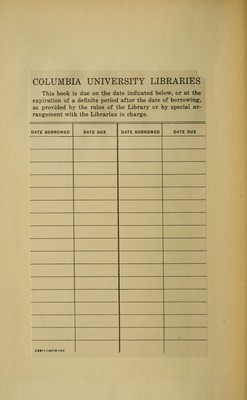 COLUMBIA UNIVERSITY LIBRARIES
This book is due on the date indicated below, or at the
expiration of a definite period after the date of borrowing,
as provided by the rules of the Library or by special ar-
rangement with the Librarian in charge.
DATE BORROWED DATE DUE DATE BORROWED DATE DUE